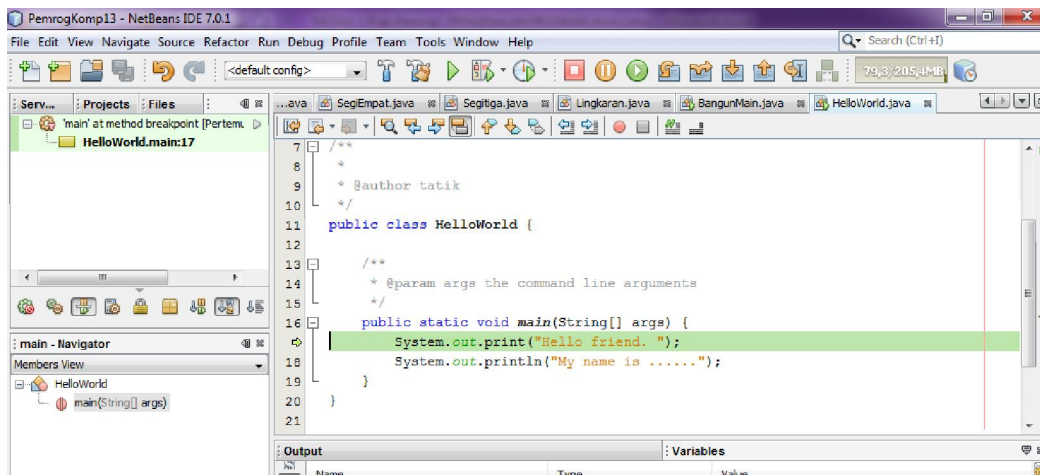 PemrogKomp13 - NetBeans IDE 7.0.1
File Edit View Navigate Source Refactor Run Debug Profile Team Tools Window Help
Search (Ctrl+I)
<default config>
79,3/205,4MB
Serv... Projects Files
...ava SegiEmpat.java Segitiga.java Lingkaran.java BangunMain.java HelloWorld.java
'main' at method breakpoint [Pertemu
HelloWorld.main:17
7 /**
8 *
9 * @author tatik
10 */
11 public class HelloWorld {
12
13 /**
14 * @param args the command line arguments
15 */
16 public static void main(String[] args) {
System.out.print("Hello friend. ");
18 System.out.println("My name is ......");
19 }
20 }
21
main - Navigator
Members View
HelloWorld
main(String[] args)
Output Variables
Name Type Value